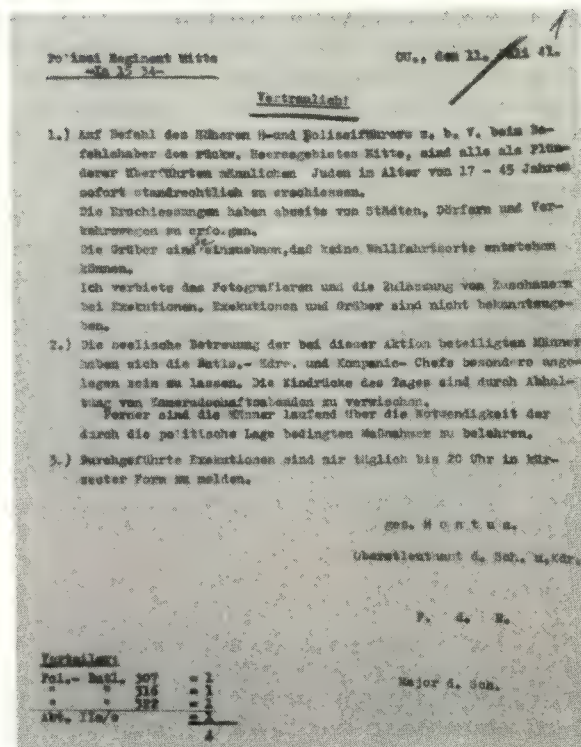 Polizei Regiment Mitte
-Ia 15 34-
OU., den 11. Juli 41.
Vertraulich!
1.) Auf Befehl des Höheren SS-und Polizeiführers z. b. V. beim Be-
fehlshaber des rückw. Heeresgebietes Mitte, sind alle als Plün-
derer überführten männlichen Juden im Alter von 17 - 45 Jahren
sofort standrechtlich zu erschiessen.
Die Erschiessungen haben abseits von Städten, Dörfern und Ver-
kehrswegen zu erfolgen.
Die Gräber sind so einzuebnen, daß keine Wallfahrtsorte entstehen
können.
Ich verbiete das Fotografieren und die Zulassung von Zuschauern
bei Exekutionen. Exekutionen und Gräber sind nicht bekanntzuge-
ben.
2.) Die seelische Betreuung der bei dieser Aktion beteiligten Männer
haben sich die Batls.- Kdre. und Kompanie- Chefs besonders ange-
legen sein zu lassen. Die Eindrücke des Tages sind durch Abhal-
tung von Kameradschaftsabenden zu verwischen.
Ferner sind die Männer laufend über die Notwendigkeit der
durch die politische Lage bedingten Maßnahmen zu belehren.
3.) Durchgeführte Exekutionen sind mir täglich bis 20 Uhr in kür-
zester Form zu melden.
gez. M o n t u a.
Oberstleutnant d. Sch. u. Kdr.
F. d. R.
Major d. Sch.
Verteiler:
Pol.- Batl. 307 = 1
" " 316 = 1
" " 322 = 1
Abt. IIa/b
4